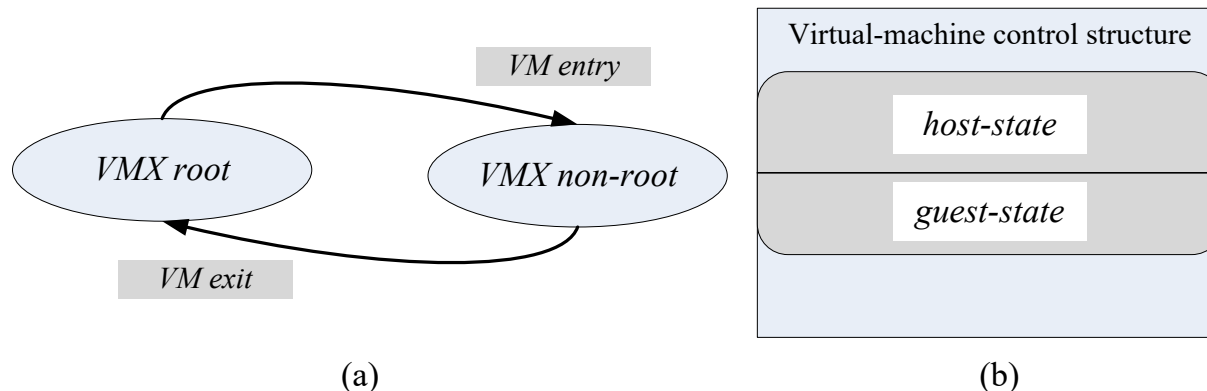 VM entry
VMX root
VMX non-root
VM exit
(a)
Virtual-machine control structure
host-state
guest-state
(b)